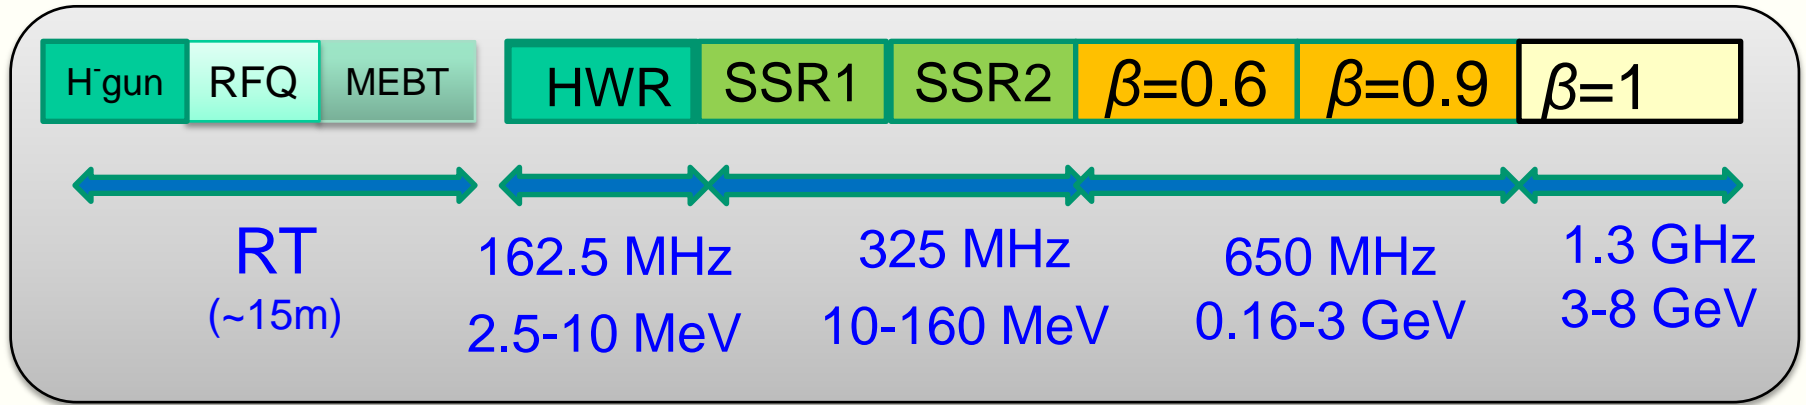 H⁻gun RFQ MEBT HWR SSR1 SSR2 β=0.6 β=0.9 β=1
RT 162.5 MHz 325 MHz 650 MHz 1.3 GHz
(~15m) 2.5-10 MeV 10-160 MeV 0.16-3 GeV 3-8 GeV